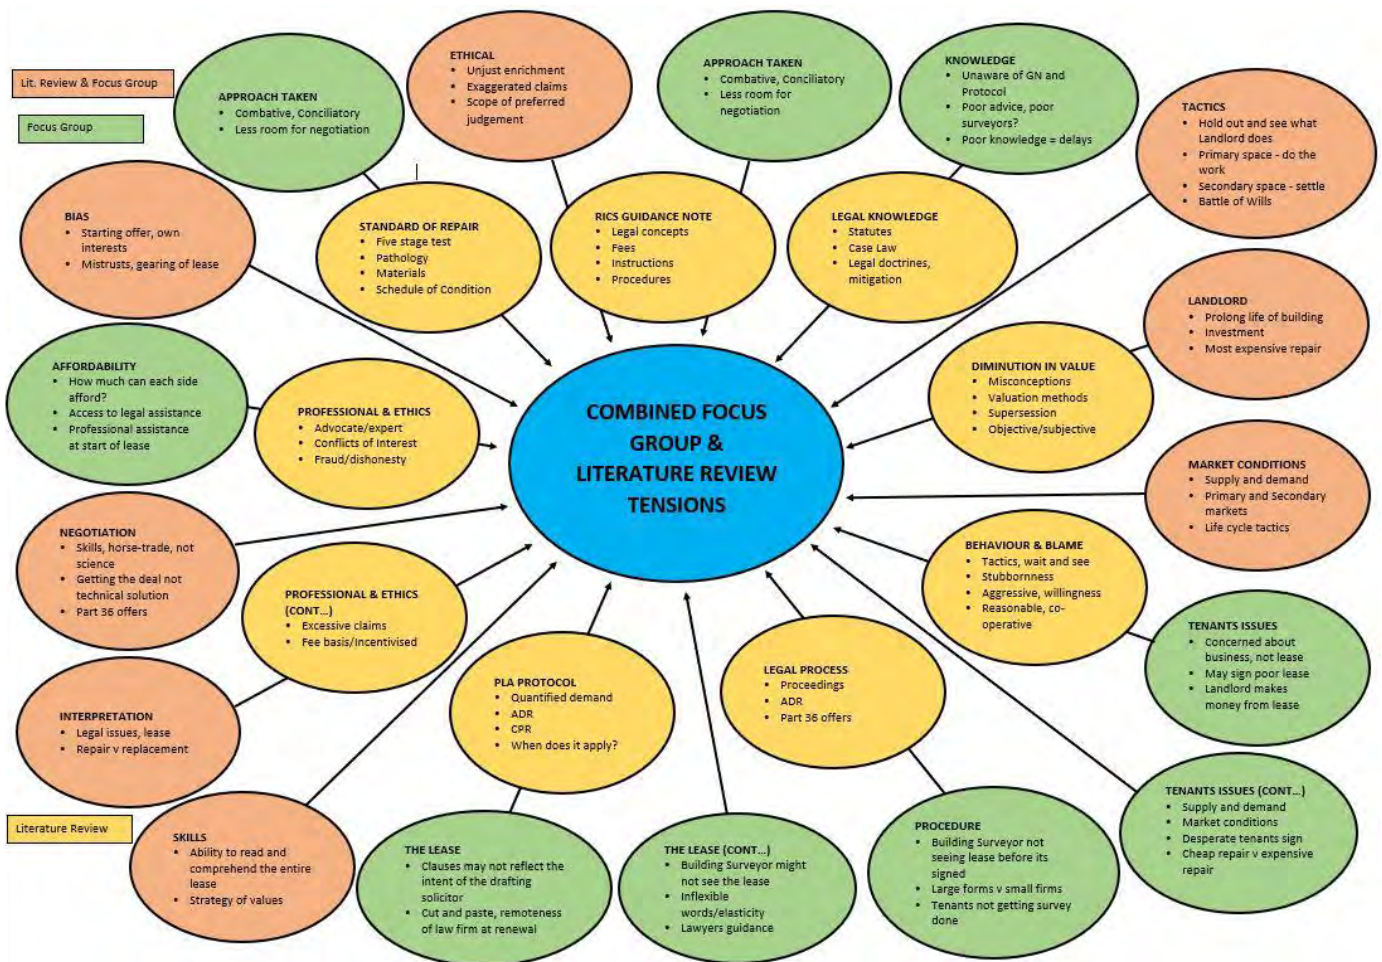 Lit. Review & Focus Group
Focus Group
APPROACH TAKEN
▪ Combative, Conciliatory
▪ Less room for negotiation
ETHICAL
▪ Unjust enrichment
▪ Exaggerated claims
▪ Scope of preferred
judgement
APPROACH TAKEN
▪ Combative, Conciliatory
▪ Less room for
negotiation
KNOWLEDGE
▪ Unaware of GN and
Protocol
▪ Poor advice, poor
surveyors?
▪ Poor knowledge = delays
TACTICS
▪ Hold out and see what
Landlord does
▪ Primary space - do the
work
▪ Secondary space - settle
▪ Battle of Wills
BIAS
▪ Starting offer, own
interests
▪ Mistrusts, gearing of lease
STANDARD OF REPAIR
▪ Five stage test
▪ Pathology
▪ Materials
▪ Schedule of Condition
RICS GUIDANCE NOTE
▪ Legal concepts
▪ Fees
▪ Instructions
▪ Procedures
LEGAL KNOWLEDGE
▪ Statutes
▪ Case Law
▪ Legal doctrines,
mitigation
LANDLORD
▪ Prolong life of building
▪ Investment
▪ Most expensive repair
AFFORDABILITY
▪ How much can each side
afford?
▪ Access to legal assistance
▪ Professional assistance
at start of lease
PROFESSIONAL & ETHICS
▪ Advocate/expert
▪ Conflicts of Interest
▪ Fraud/dishonesty
COMBINED FOCUS
GROUP &
LITERATURE REVIEW
TENSIONS
DIMINUTION IN VALUE
▪ Misconceptions
▪ Valuation methods
▪ Supersession
▪ Objective/subjective
MARKET CONDITIONS
▪ Supply and demand
▪ Primary and Secondary
markets
▪ Life cycle tactics
NEGOTIATION
▪ Skills, horse-trade, not
science
▪ Getting the deal not
technical solution
▪ Part 36 offers
PROFESSIONAL & ETHICS
(CONT...)
▪ Excessive claims
▪ Fee basis/Incentivised
BEHAVIOUR & BLAME
▪ Tactics, wait and see
▪ Stubbornness
▪ Aggressive, willingness
▪ Reasonable, co-
operative
TENANTS ISSUES
▪ Concerned about
business, not lease
▪ May sign poor lease
▪ Landlord makes
money from lease
INTERPRETATION
▪ Legal issues, lease
▪ Repair v replacement
PLA PROTOCOL
▪ Quantified demand
▪ ADR
▪ CPR
▪ When does it apply?
LEGAL PROCESS
▪ Proceedings
▪ ADR
▪ Part 36 offers
TENANTS ISSUES (CONT...)
▪ Supply and demand
▪ Market conditions
▪ Desperate tenants sign
▪ Cheap repair v expensive
repair
Literature Review
SKILLS
▪ Ability to read and
comprehend the entire
lease
▪ Strategy of values
THE LEASE
▪ Clauses may not reflect the
intent of the drafting
solicitor
▪ Cut and paste, remoteness
of law firm at renewal
THE LEASE (CONT...)
▪ Building Surveyor might
not see the lease
▪ Inflexible
words/elasticity
▪ Lawyers guidance
PROCEDURE
▪ Building Surveyor not
seeing lease before its
signed
▪ Large forms v small firms
▪ Tenants not getting survey
done